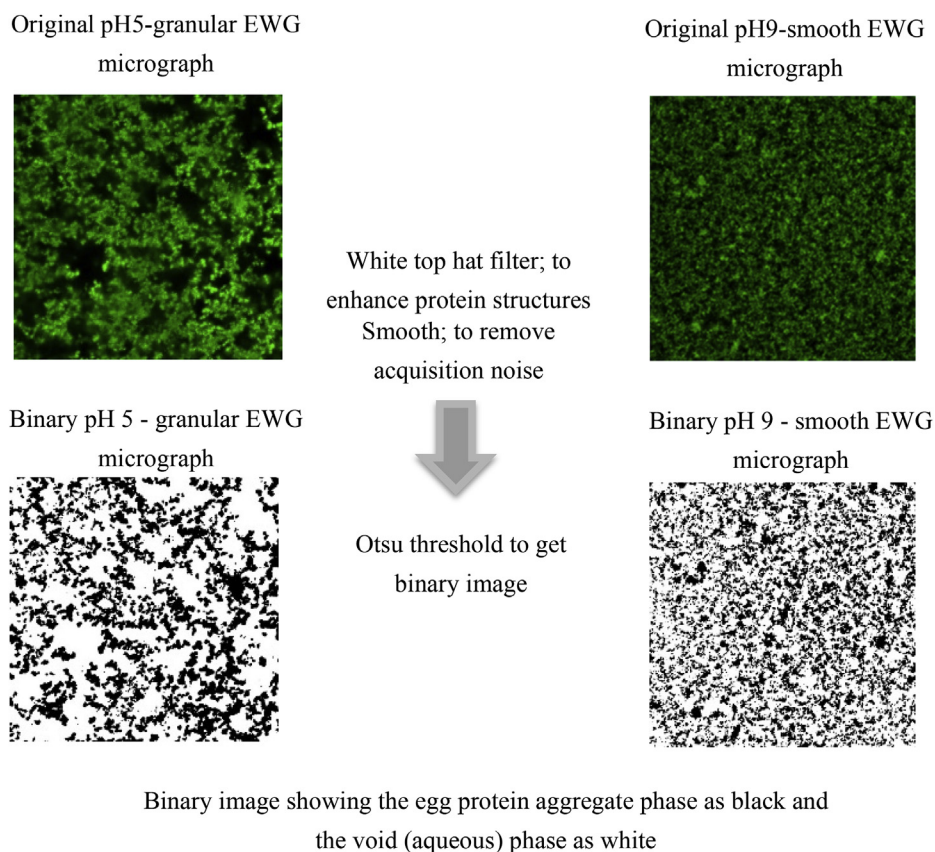 Original pH5-granular EWG
micrograph
Original pH9-smooth EWG
micrograph
White top hat filter; to
enhance protein structures
Smooth; to remove
acquisition noise
Binary pH 5 - granular EWG
micrograph
Binary pH 9 - smooth EWG
micrograph
Otsu threshold to get
binary image
Binary image showing the egg protein aggregate phase as black and
the void (aqueous) phase as white